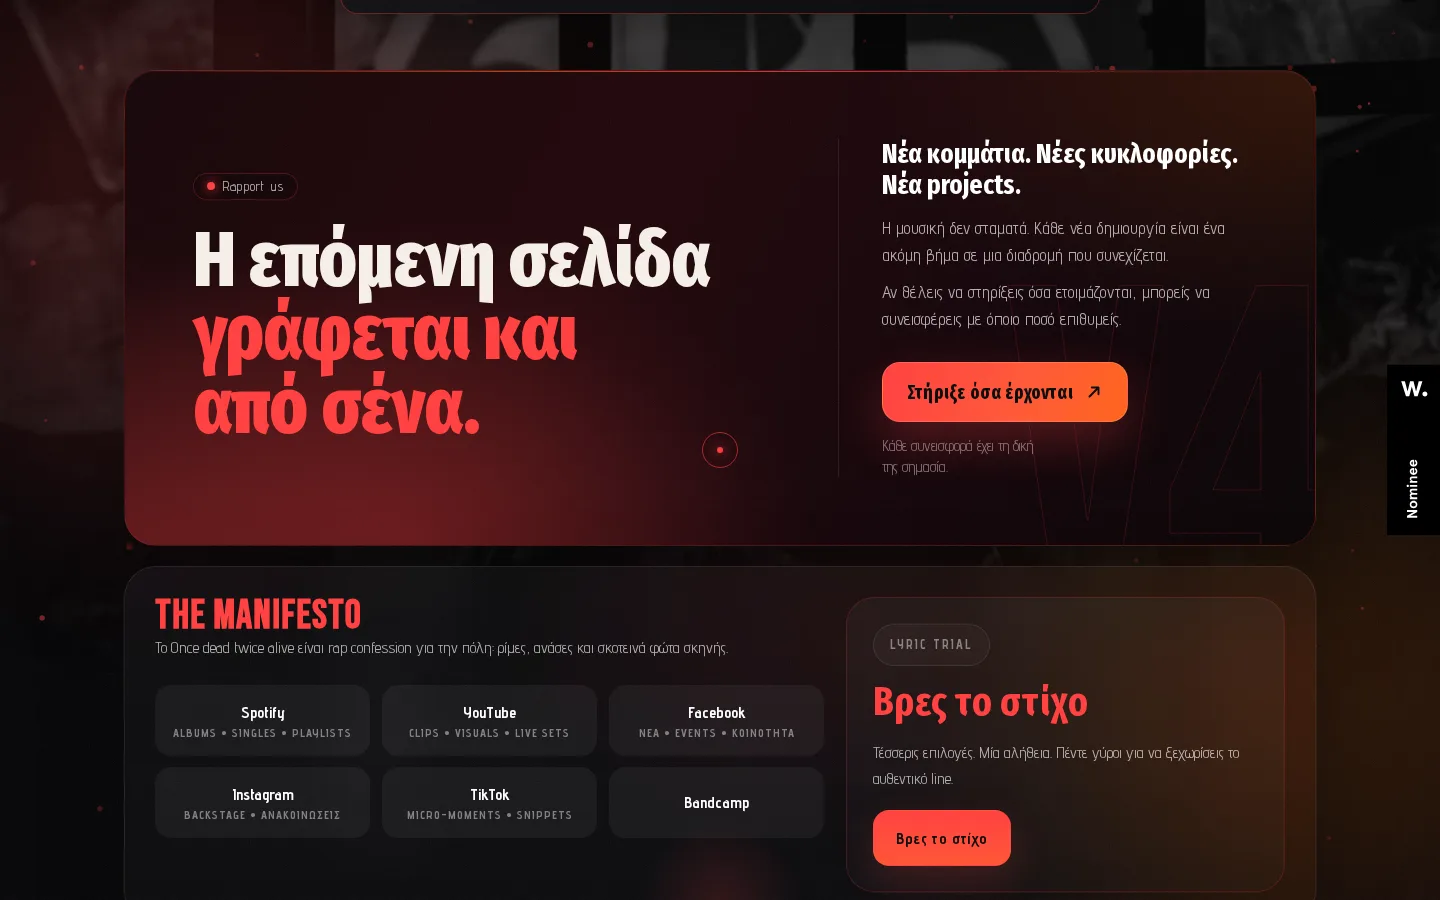 Rapport us
Η επόμενη σελίδα
γράφεται και
από σένα.
Νέα κομμάτια. Νέες κυκλοφορίες.
Νέα projects.
Η μουσική δεν σταματά. Κάθε νέα δημιουργία είναι ένα
ακόμη βήμα σε μια διαδρομή που συνεχίζεται.
Αν θέλεις να στηρίξεις όσα ετοιμάζονται, μπορείς να
συνεισφέρεις με όποιο ποσό επιθυμείς.
Στήριξε όσα έρχονται
Κάθε συνεισφορά έχει τη δική
της σημασία.
V4
W.
Nominee
THE MANIFESTO
Το Once dead twice alive είναι rap confession για την πόλη: ρίμες, ανάσες και σκοτεινά φώτα σκηνής.
Spotify
ALBUMS • SINGLES • PLAYLISTS
YouTube
CLIPS • VISUALS • LIVE SETS
Facebook
ΝΕΑ • EVENTS • ΚΟΙΝΟΤΗΤΑ
Instagram
BACKSTAGE • ΑΝΑΚΟΙΝΩΣΕΙΣ
TikTok
MICRO-MOMENTS • SNIPPETS
Bandcamp
LYRIC TRIAL
Βρες το στίχο
Τέσσερις επιλογές. Μία αλήθεια. Πέντε γύροι για να ξεχωρίσεις το
αυθεντικό line.
Βρες το στίχο